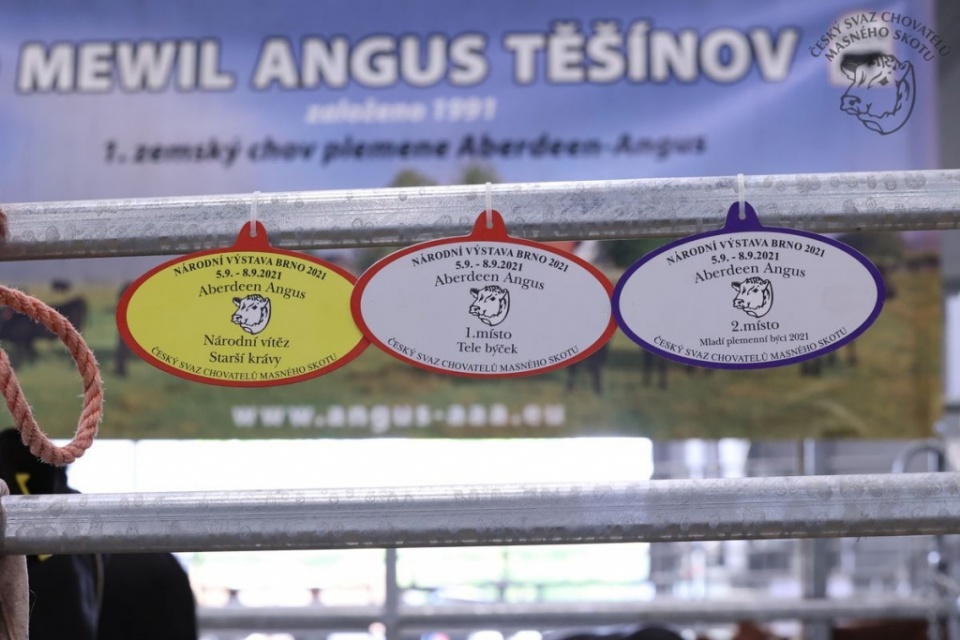 MEWIL ANGUS TĚŠÍNOV
založeno 1991
1. zemský chov plemene Aberdeen-Angus
ČESKÝ SVAZ CHOVATELŮ
MASNÉHO SKOTU
NÁRODNÍ VÝSTAVA BRNO 2021
5.9. - 8.9.2021
Aberdeen Angus
Národní vítěz
Starší krávy
ČESKÝ SVAZ CHOVATELŮ MASNÉHO SKOTU
NÁRODNÍ VÝSTAVA BRNO 2021
5.9. - 8.9.2021
Aberdeen Angus
1.místo
Tele býček
ČESKÝ SVAZ CHOVATELŮ MASNÉHO SKOTU
NÁRODNÍ VÝSTAVA BRNO 2021
5.9. - 8.9.2021
Aberdeen Angus
2.místo
Mladí plemenní býci 2021
ČESKÝ SVAZ CHOVATELŮ MASNÉHO SKOTU
www.angus-aaa.eu